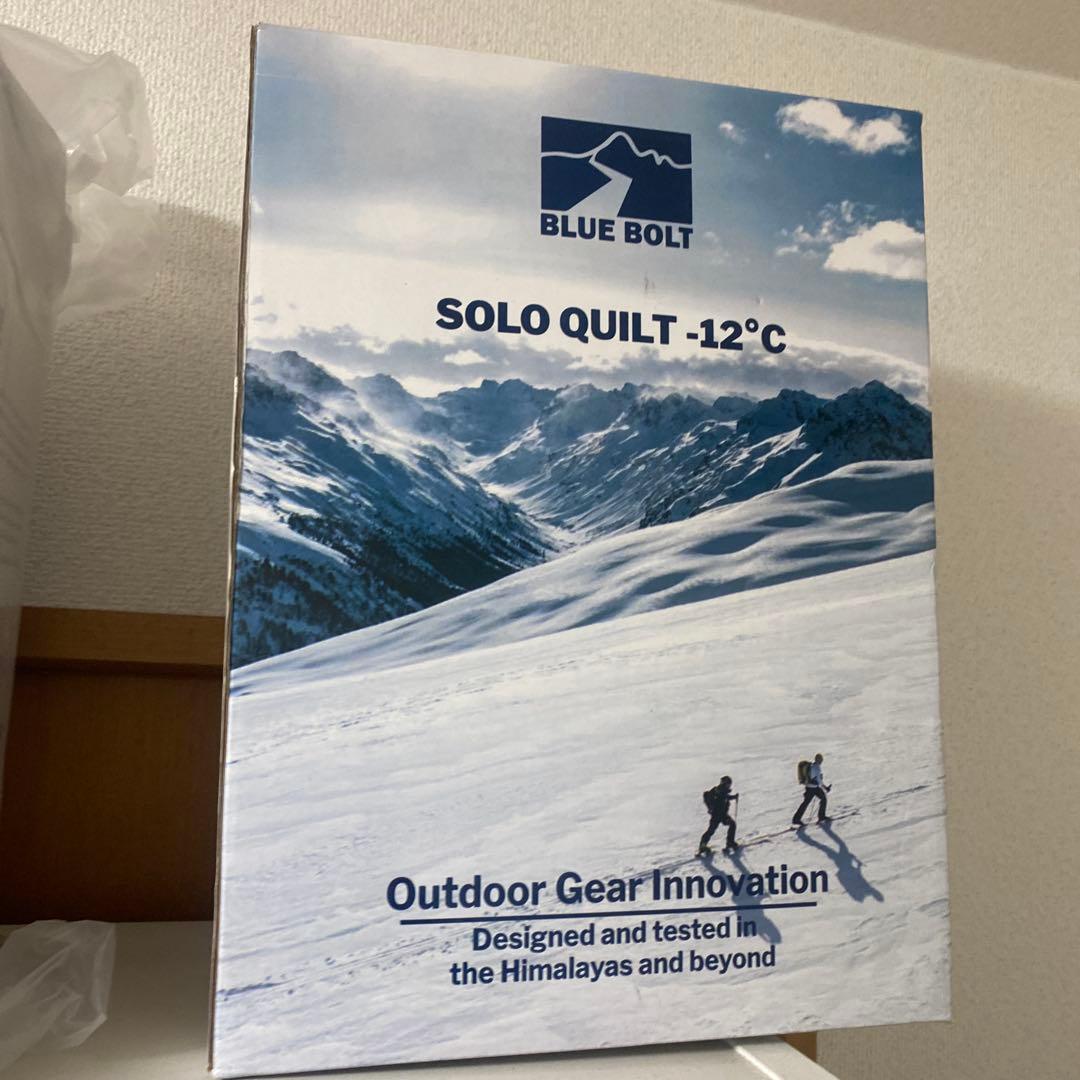 BLUE BOLT
SOLO QUILT -12°C
Outdoor Gear Innovation
Designed and tested in
the Himalayas and beyond